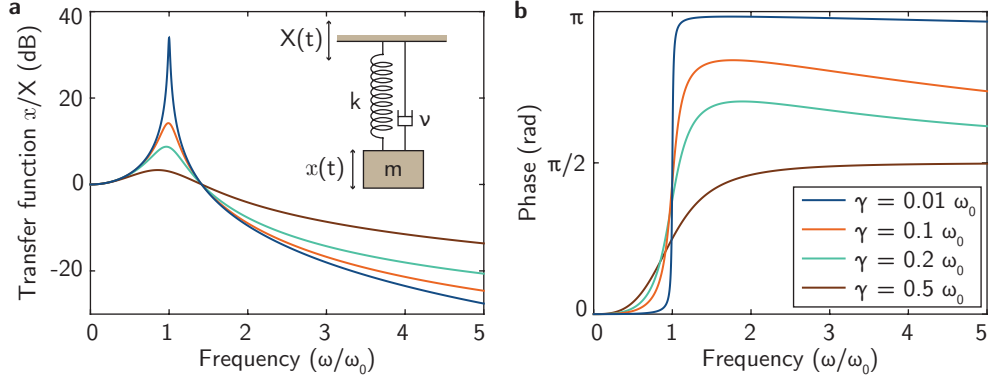 a
Transfer function x/X (dB)
40
20
0
-20
0
1
2
3
4
5
Frequency (ω/ω₀)
X(t)
k
ν
x(t)
m
b
Phase (rad)
π
π/2
0
0
1
2
3
4
5
Frequency (ω/ω₀)
γ = 0.01 ω₀
γ = 0.1 ω₀
γ = 0.2 ω₀
γ = 0.5 ω₀